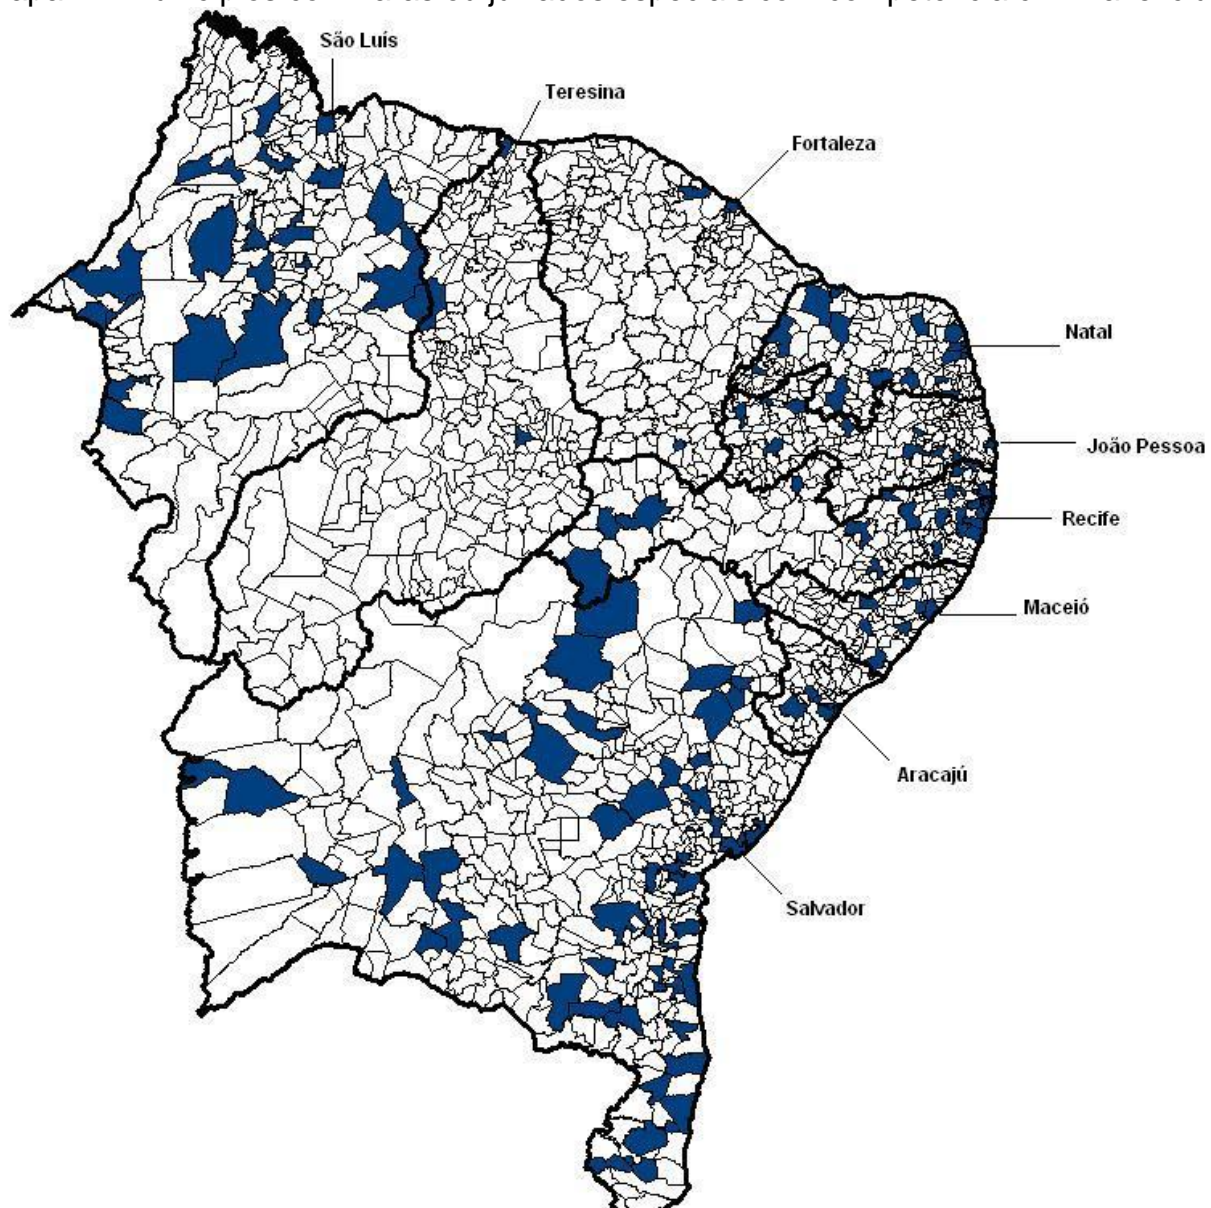 São Luís
Teresina
Fortaleza
Natal
João Pessoa
Recife
Maceió
Aracajú
Salvador